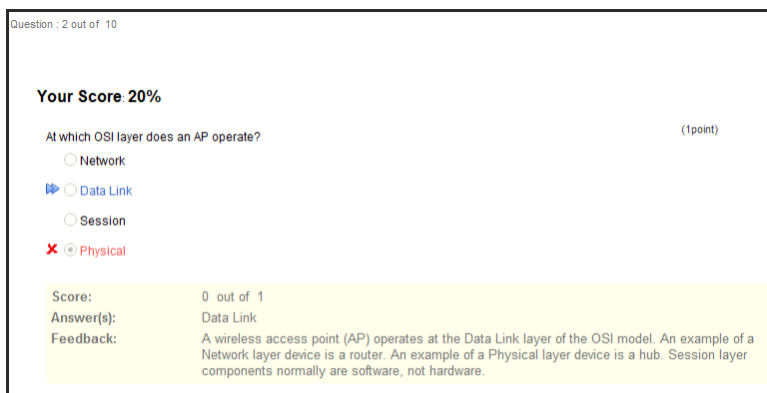 Question : 2 out of 10
Your Score: 20%
At which OSI layer does an AP operate?
(1point)
Network
Data Link
Session
Physical
Score: 0 out of 1
Answer(s): Data Link
Feedback: A wireless access point (AP) operates at the Data Link layer of the OSI model. An example of a
Network layer device is a router. An example of a Physical layer device is a hub. Session layer
components normally are software, not hardware.